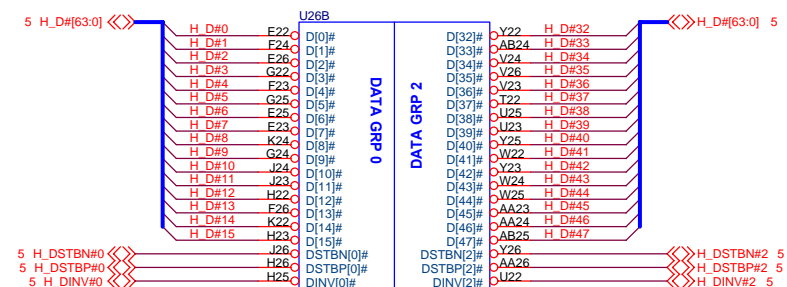 U26B
5 H_D#[63:0] H_D#[63:0] 5
H_D#0 E22 D[0]# D[32]# Y22 H_D#32
H_D#1 F24 D[1]# D[33]# AB24 H_D#33
H_D#2 E26 D[2]# D[34]# V24 H_D#34
H_D#3 G22 D[3]# D[35]# V26 H_D#35
H_D#4 F23 D[4]# D[36]# V23 H_D#36
H_D#5 G25 D[5]# D[37]# T22 H_D#37
H_D#6 E25 D[6]# D[38]# U25 H_D#38
H_D#7 E23 D[7]# D[39]# U23 H_D#39
H_D#8 K24 D[8]# D[40]# Y25 H_D#40
H_D#9 G24 D[9]# D[41]# W22 H_D#41
H_D#10 J24 D[10]# D[42]# Y23 H_D#42
H_D#11 J23 D[11]# D[43]# W24 H_D#43
H_D#12 H22 D[12]# D[44]# W25 H_D#44
H_D#13 F26 D[13]# D[45]# AA23 H_D#45
H_D#14 K22 D[14]# D[46]# AA24 H_D#46
H_D#15 H23 D[15]# D[47]# AB25 H_D#47
5 H_DSTBN#0 J26 DSTBN[0]# DSTBN[2]# Y26 H_DSTBN#2 5
5 H_DSTBP#0 H26 DSTBP[0]# DSTBP[2]# AA26 H_DSTBP#2 5
5 H_DINV#0 H25 DINV[0]# DINV[2]# U22 H_DINV#2 5
DATA GRP 0
DATA GRP 2